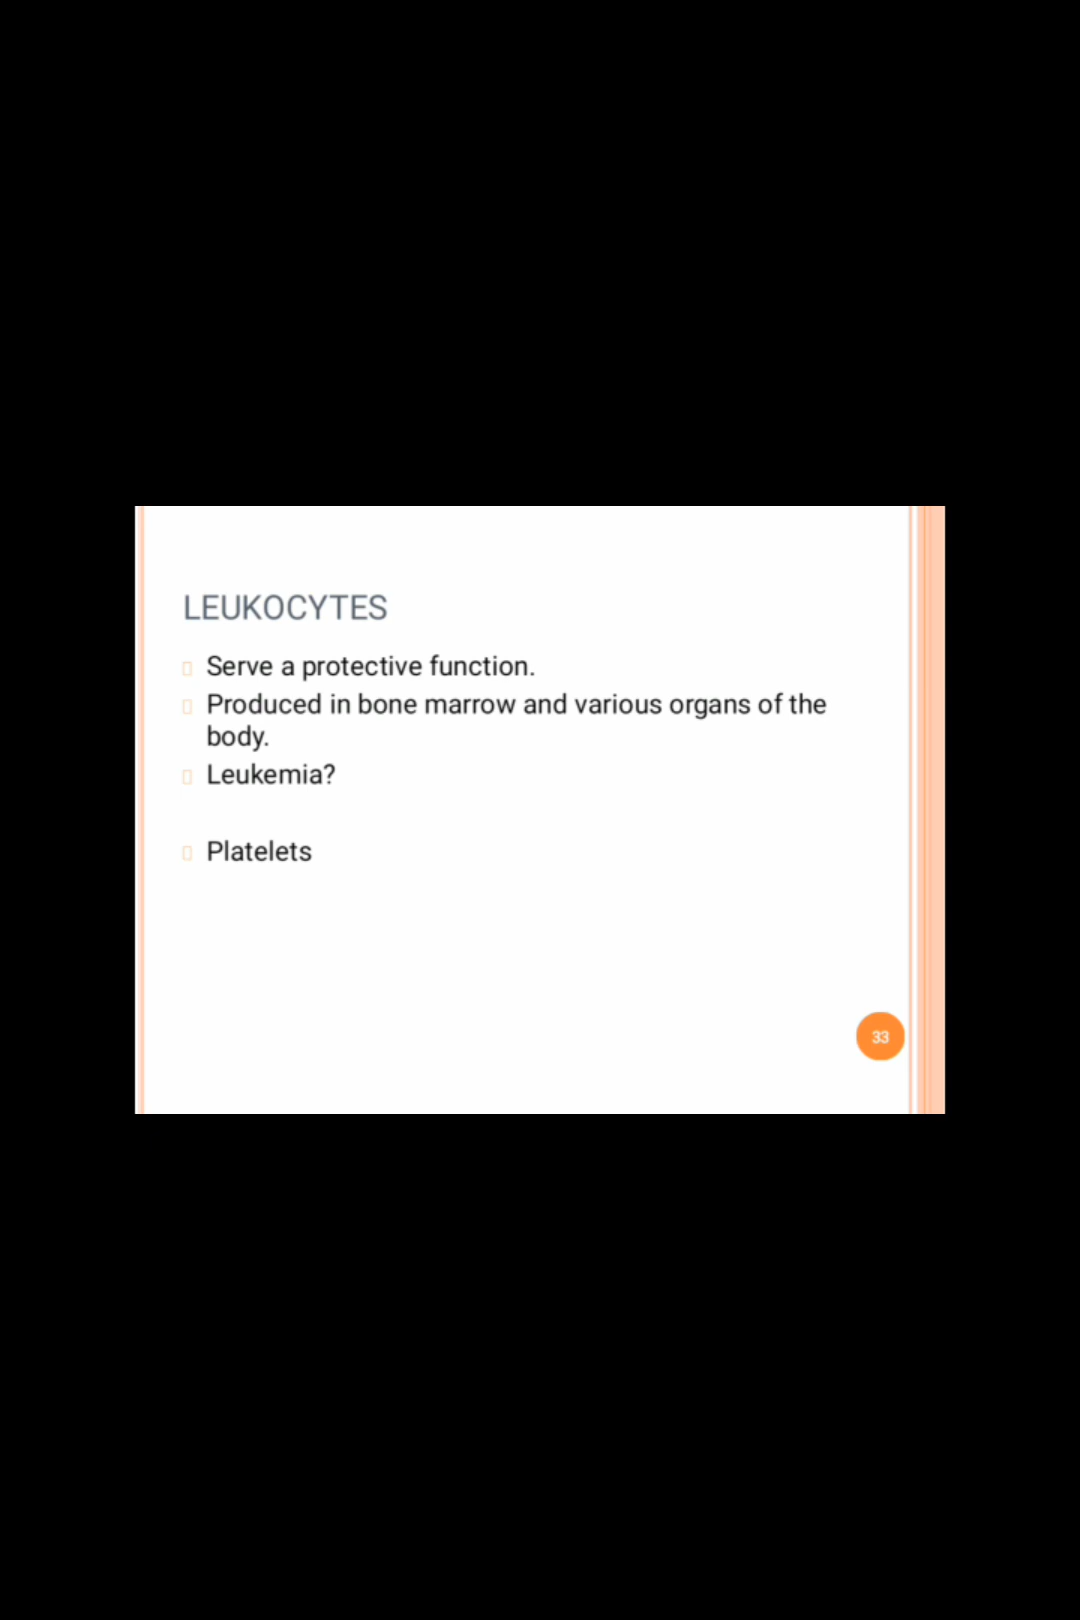 LEUKOCYTES
Serve a protective function.
Produced in bone marrow and various organs of the
body.
Leukemia?
Platelets
33